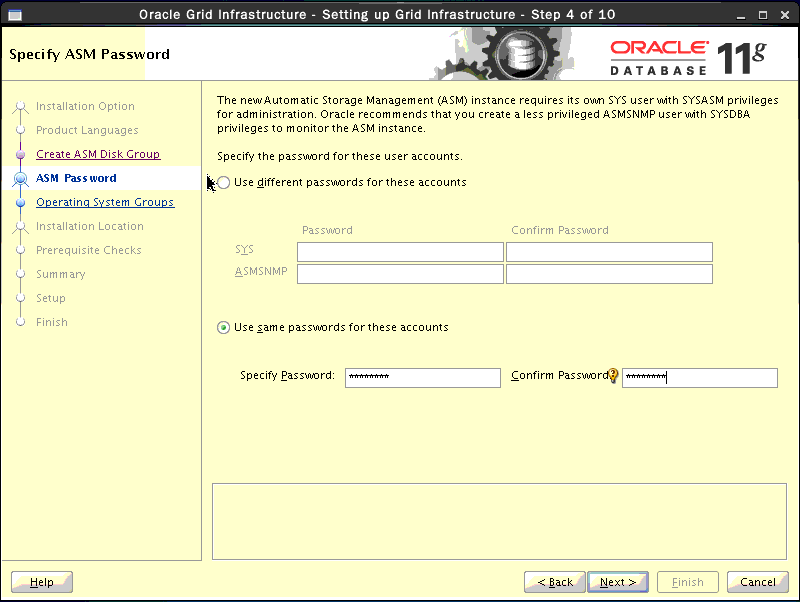 Oracle Grid Infrastructure - Setting up Grid Infrastructure - Step 4 of 10
Specify ASM Password
ORACLE®
DATABASE 11g
Installation Option
Product Languages
Create ASM Disk Group
ASM Password
Operating System Groups
Installation Location
Prerequisite Checks
Summary
Setup
Finish
The new Automatic Storage Management (ASM) instance requires its own SYS user with SYSASM privileges
for administration. Oracle recommends that you create a less privileged ASMSNMP user with SYSDBA
privileges to monitor the ASM instance.
Specify the password for these user accounts.
Use different passwords for these accounts
Password Confirm Password
SYS
ASMSNMP
Use same passwords for these accounts
Specify Password: ******** Confirm Password ********
Help < Back Next > Finish Cancel